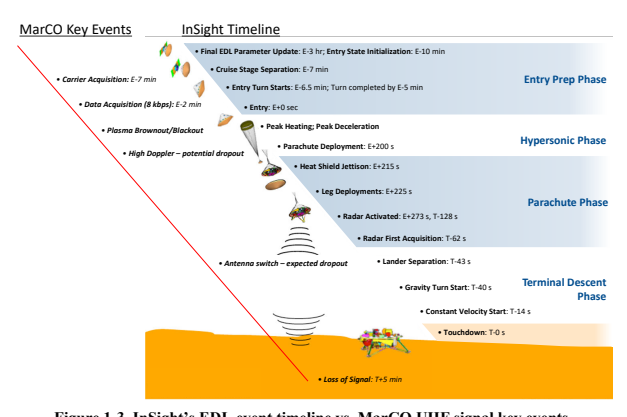 MarCO Key Events
InSight Timeline
• Final EDL Parameter Update: E-3 hr; Entry State Initialization: E-10 min
• Cruise Stage Separation: E-7 min
• Carrier Acquisition: E-7 min
Entry Prep Phase
• Entry Turn Starts: E-6.5 min; Turn completed by E-5 min
• Data Acquisition (8 kbps): E-2 min
• Entry: E+0 sec
• Plasma Brownout/Blackout
• Peak Heating; Peak Deceleration
Hypersonic Phase
• Parachute Deployment: E+200 s
• High Doppler – potential dropout
• Heat Shield Jettison: E+215 s
• Leg Deployments: E+225 s
Parachute Phase
• Radar Activated: E+273 s, T-128 s
• Radar First Acquisition: T-62 s
• Antenna switch – expected dropout
• Lander Separation: T-43 s
• Gravity Turn Start: T-40 s
Terminal Descent
Phase
• Constant Velocity Start: T-14 s
• Touchdown: T-0 s
• Loss of Signal: T+5 min
Figure 1-3. InSight's EDL event timeline vs. MarCO UHF signal key events